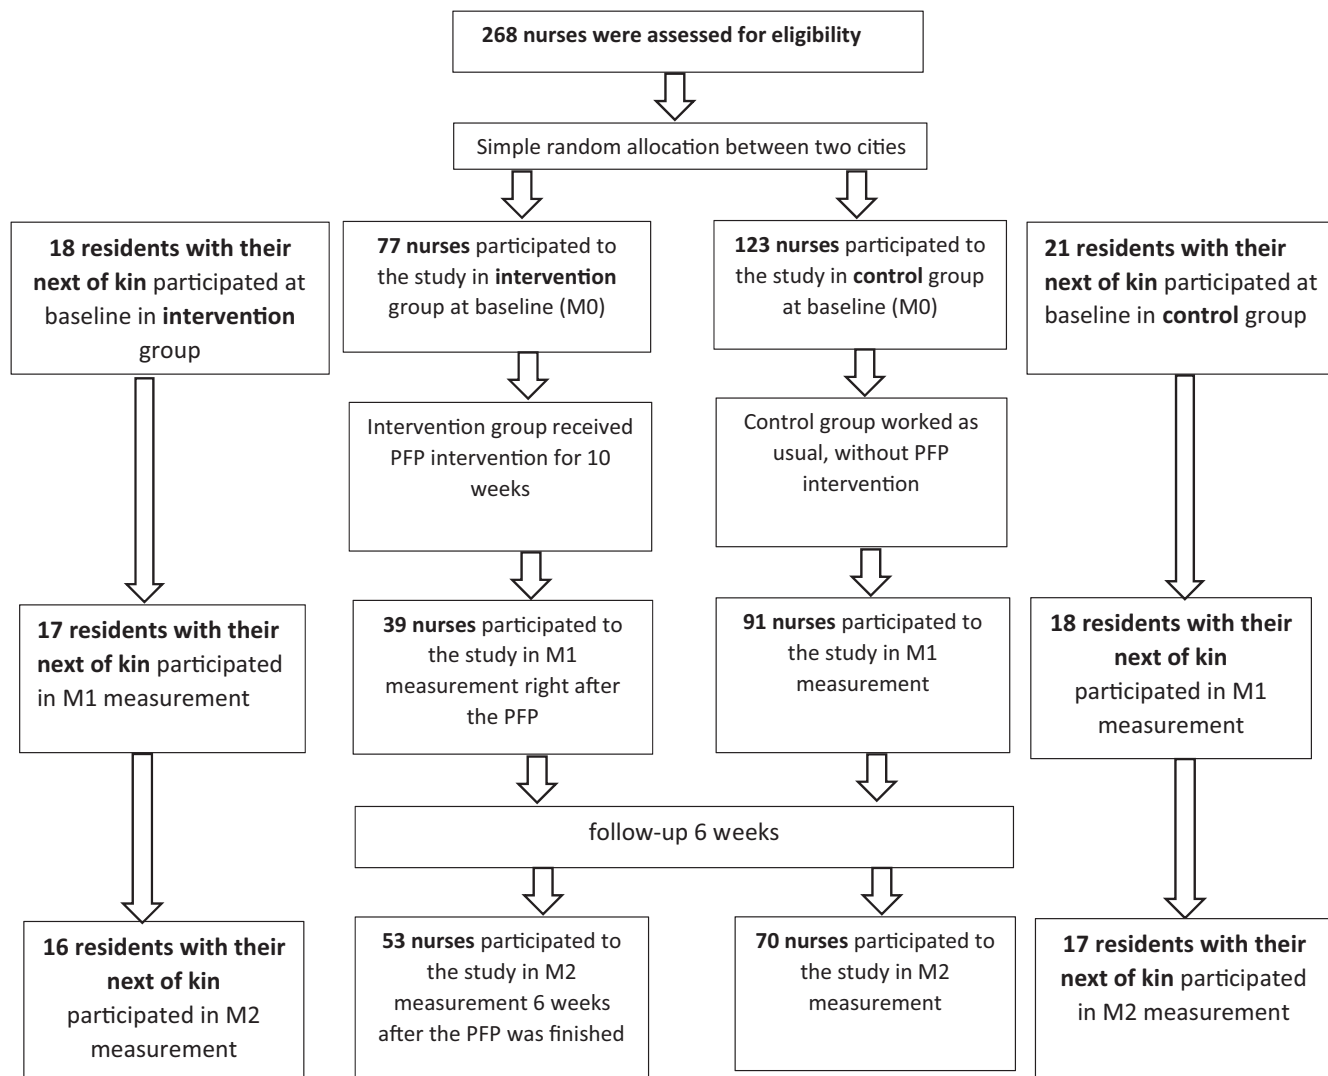 268 nurses were assessed for eligibility
Simple random allocation between two cities
18 residents with their
next of kin participated at
baseline in intervention
group
77 nurses participated to
the study in intervention
group at baseline (M0)
123 nurses participated to
the study in control group
at baseline (M0)
21 residents with their
next of kin participated at
baseline in control group
Intervention group received
PFP intervention for 10
weeks
Control group worked as
usual, without PFP
intervention
17 residents with their
next of kin participated
in M1 measurement
39 nurses participated to
the study in M1
measurement right after
the PFP
91 nurses participated to
the study in M1
measurement
18 residents with their
next of kin
participated in M1
measurement
follow-up 6 weeks
16 residents with their
next of kin
participated in M2
measurement
53 nurses participated to
the study in M2
measurement 6 weeks
after the PFP was finished
70 nurses participated to
the study in M2
measurement
17 residents with their
next of kin participated
in M2 measurement